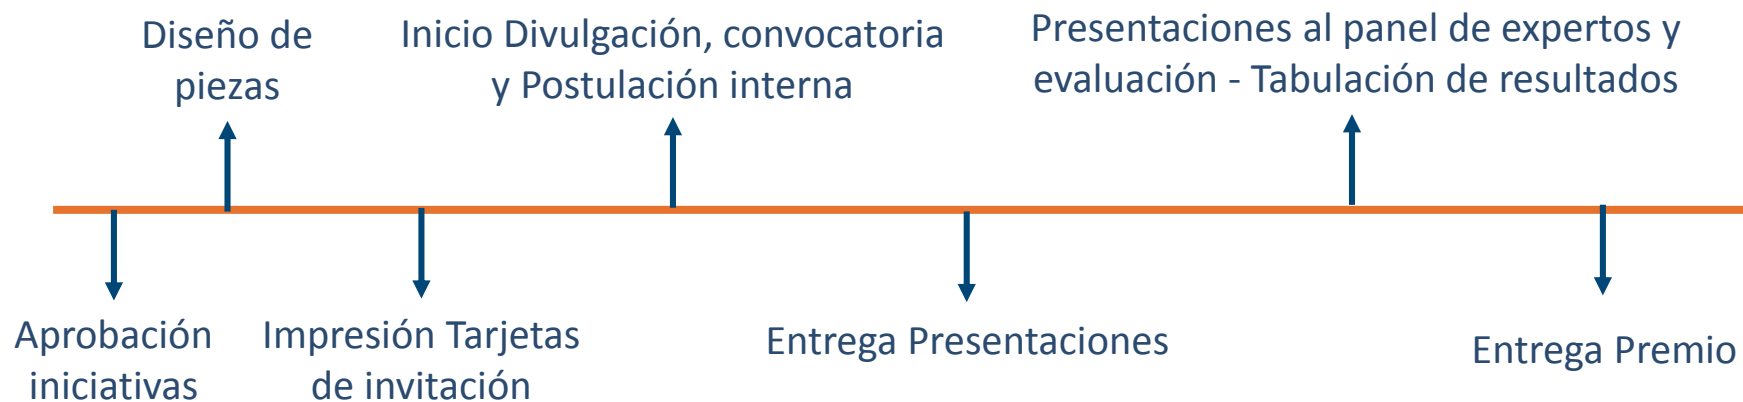 Diseño de
piezas
Inicio Divulgación, convocatoria
y Postulación interna
Presentaciones al panel de expertos y
evaluación - Tabulación de resultados
Aprobación
iniciativas
Impresión Tarjetas
de invitación
Entrega Presentaciones
Entrega Premio